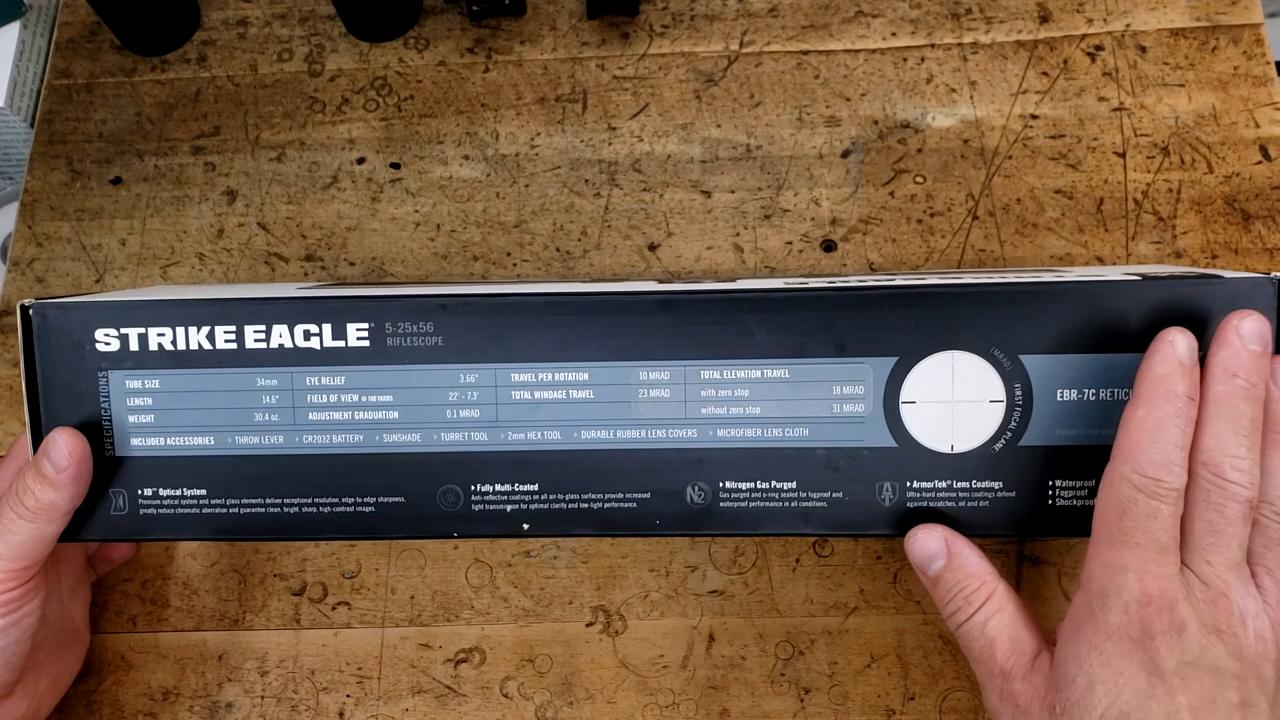 STRIKE EAGLE®
5-25x56
RIFLESCOPE
SPECIFICATIONS
TUBE SIZE 34mm
LENGTH 14.6"
WEIGHT 30.4 oz.
EYE RELIEF 3.66"
FIELD OF VIEW @ 100 YARDS 22' - 7.3'
ADJUSTMENT GRADUATION 0.1 MRAD
TRAVEL PER ROTATION 10 MRAD
TOTAL WINDAGE TRAVEL 23 MRAD
TOTAL ELEVATION TRAVEL
with zero stop 18 MRAD
without zero stop 31 MRAD
INCLUDED ACCESSORIES THROW LEVER CR2032 BATTERY SUNSHADE TURRET TOOL 2mm HEX TOOL DURABLE RUBBER LENS COVERS MICROFIBER LENS CLOTH
(MRAD)
FIRST FOCAL PLANE
EBR-7C
XD™ Optical System
Premium optical system and select glass elements deliver exceptional resolution, edge-to-edge sharpness,
greatly reduce chromatic aberration and guarantee clean, bright, sharp, high-contrast images.
Fully Multi-Coated
Anti-reflective coatings on all air-to-glass surfaces provide increased
light transmission for optimal clarity and low-light performance.
N2
Nitrogen Gas Purged
Gas purged and o-ring sealed for fogproof and
waterproof performance in all conditions.
ArmorTek® Lens Coatings
Ultra-hard exterior lens coatings defend
against scratches, oil and dirt.
Waterproof
Fogproof
Shockproof